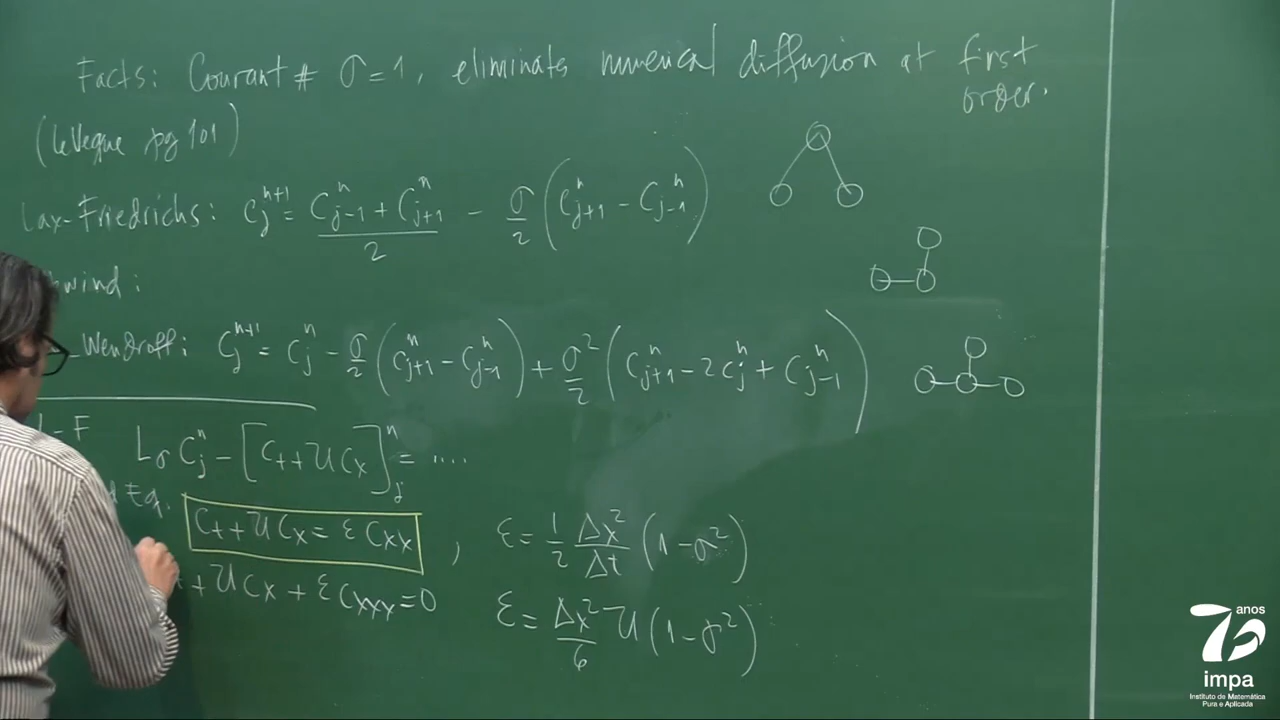 Facts: Courant # σ=1, eliminates numerical diffusion at first order.
(LeVeque pg 101)
Lax-Friedrichs: C_j^{n+1} = (C_{j-1}^n + C_{j+1}^n)/2 - σ/2 (C_{j+1}^n - C_{j-1}^n)
wind:
Wendroff: C_j^{n+1} = C_j^n - σ/2 (C_{j+1}^n - C_{j-1}^n) + σ²/2 (C_{j+1}^n - 2C_j^n + C_{j-1}^n)
-F L_σ C_j^n - [C_t + U C_x]_j^n = ....
Eq. C_t + U C_x = ε C_xx , ε = 1/2 Δx²/Δt (1-σ²)
+ U C_x + ε C_xxx = 0 ε = Δx²/6 U (1-σ²)
anos
75
impa
Instituto de Matemática
Pura e Aplicada